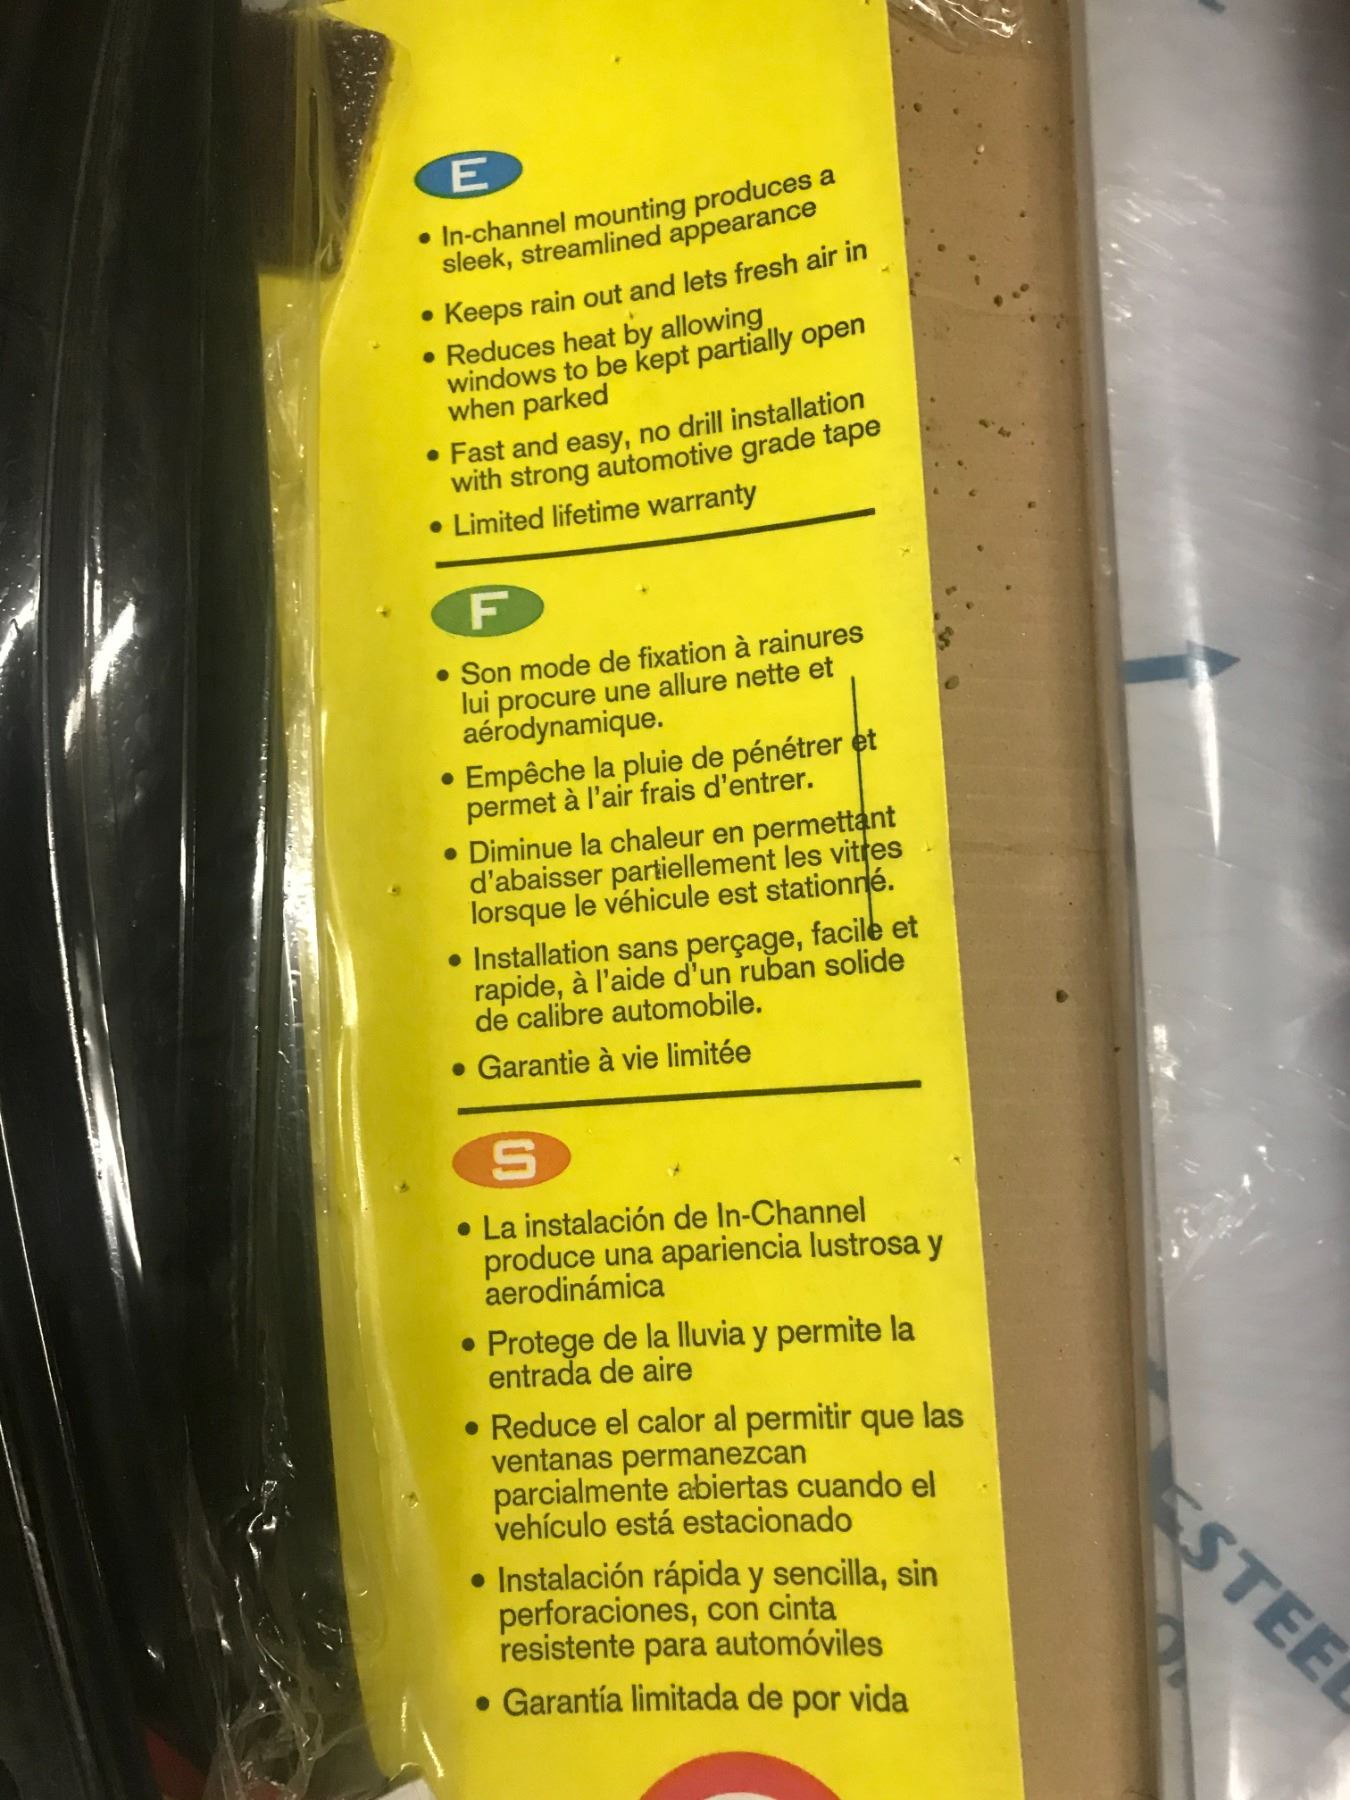 E
• In-channel mounting produces a
sleek, streamlined appearance
• Keeps rain out and lets fresh air in
• Reduces heat by allowing
windows to be kept partially open
when parked
• Fast and easy, no drill installation
with strong automotive grade tape
• Limited lifetime warranty
F
• Son mode de fixation à rainures
lui procure une allure nette et
aérodynamique.
• Empêche la pluie de pénétrer et
permet à l'air frais d'entrer.
• Diminue la chaleur en permettant
d'abaisser partiellement les vitres
lorsque le véhicule est stationné.
• Installation sans perçage, facile et
rapide, à l'aide d'un ruban solide
de calibre automobile.
• Garantie à vie limitée
S
• La instalación de In-Channel
produce una apariencia lustrosa y
aerodinámica
• Protege de la lluvia y permite la
entrada de aire
• Reduce el calor al permitir que las
ventanas permanezcan
parcialmente abiertas cuando el
vehículo está estacionado
• Instalación rápida y sencilla, sin
perforaciones, con cinta
resistente para automóviles
• Garantía limitada de por vida